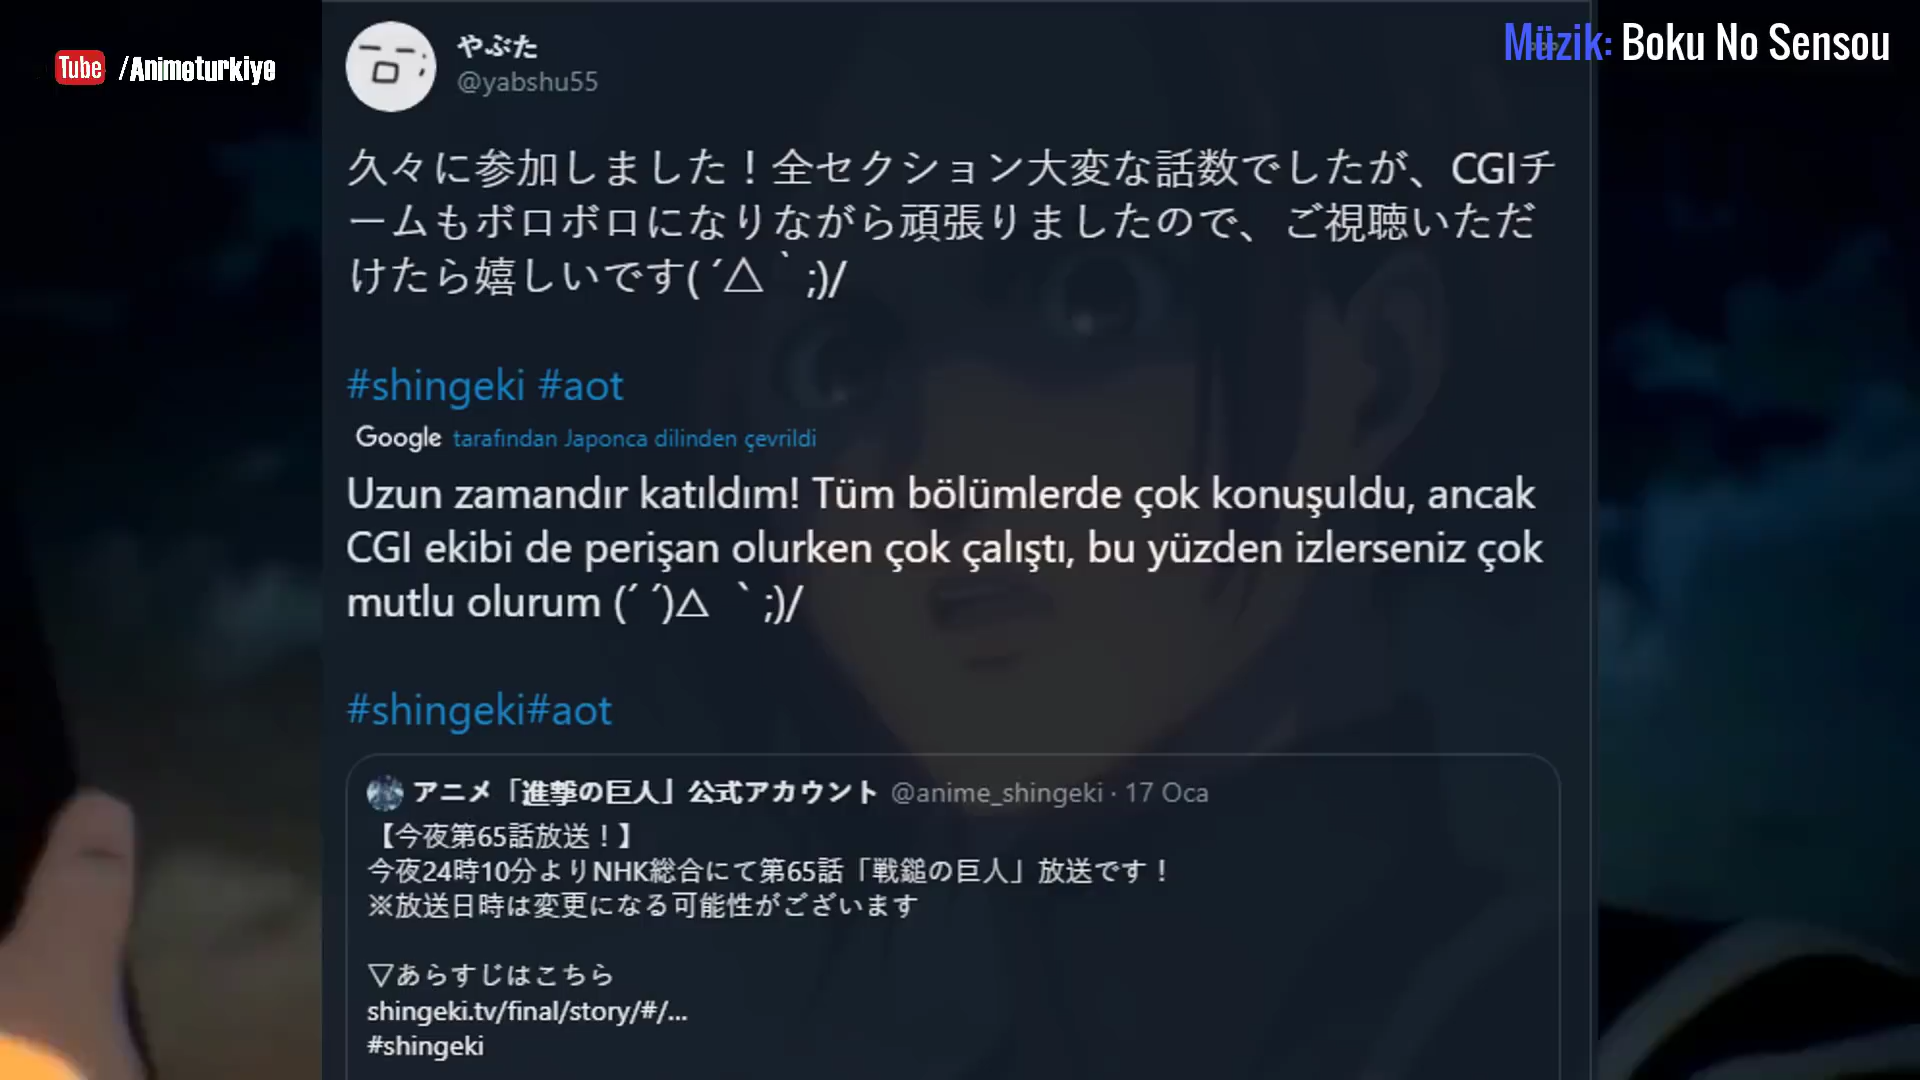 Tube /Animeturkiye
Müzik: Boku No Sensou
やぶた
@yabshu55
久々に参加しました！全セクション大変な話数でしたが、CGIチ
ームもボロボロになりながら頑張りましたので、ご視聴いただ
けたら嬉しいです( ´△｀;)/
#shingeki #aot
Google tarafından Japonca dilinden çevrildi
Uzun zamandır katıldım! Tüm bölümlerde çok konuşuldu, ancak
CGI ekibi de perişan olurken çok çalıştı, bu yüzden izlerseniz çok
mutlu olurum (´ ´)△ ｀;)/
#shingeki#aot
アニメ「進撃の巨人」公式アカウント @anime_shingeki · 17 Oca
【今夜第65話放送！】
今夜24時10分よりNHK総合にて第65話「戦鎚の巨人」放送です！
※放送日時は変更になる可能性がございます
▽あらすじはこちら
shingeki.tv/final/story/#/...
#shingeki